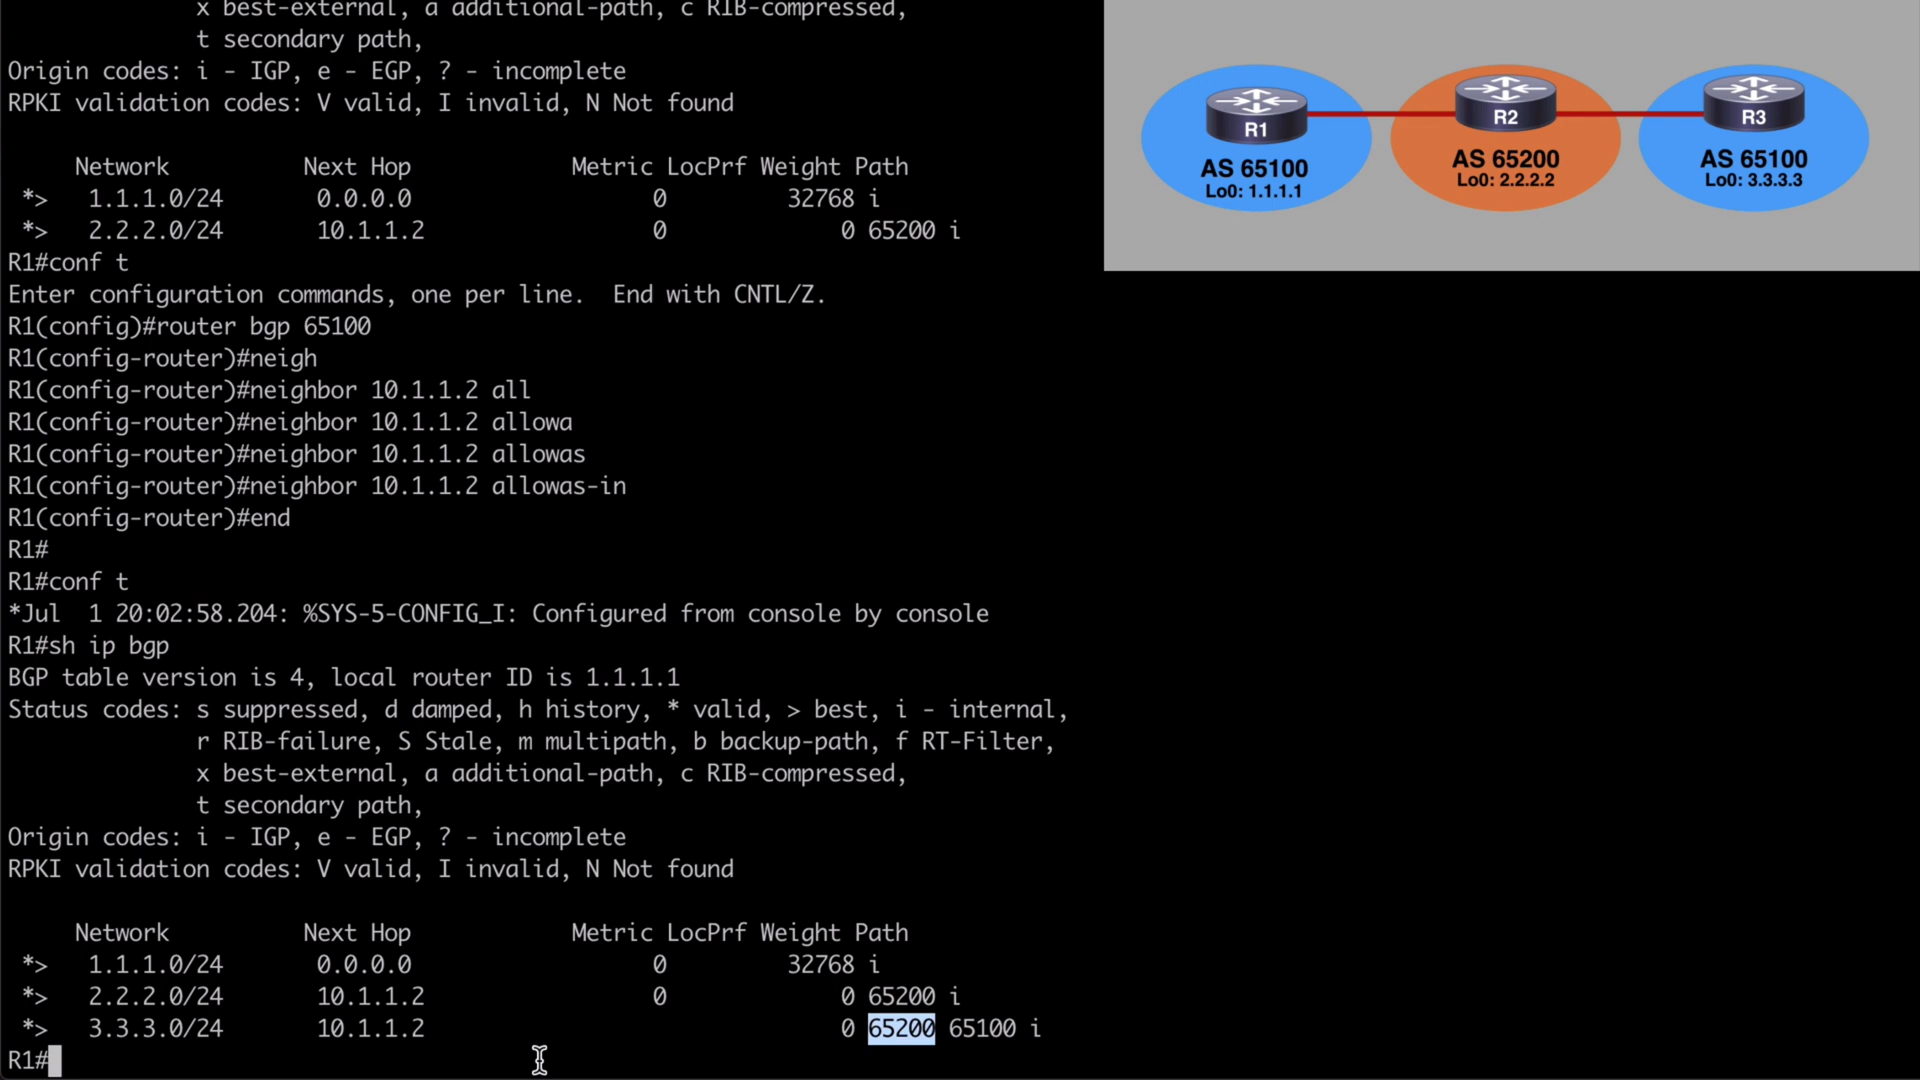 x best-external, a additional-path, c RIB-compressed,
t secondary path,
Origin codes: i - IGP, e - EGP, ? - incomplete
RPKI validation codes: V valid, I invalid, N Not found
Network Next Hop Metric LocPrf Weight Path
*> 1.1.1.0/24 0.0.0.0 0 32768 i
*> 2.2.2.0/24 10.1.1.2 0 0 65200 i
R1#conf t
Enter configuration commands, one per line. End with CNTL/Z.
R1(config)#router bgp 65100
R1(config-router)#neigh
R1(config-router)#neighbor 10.1.1.2 all
R1(config-router)#neighbor 10.1.1.2 allowa
R1(config-router)#neighbor 10.1.1.2 allowas
R1(config-router)#neighbor 10.1.1.2 allowas-in
R1(config-router)#end
R1#
R1#conf t
*Jul 1 20:02:58.204: %SYS-5-CONFIG_I: Configured from console by console
R1#sh ip bgp
BGP table version is 4, local router ID is 1.1.1.1
Status codes: s suppressed, d damped, h history, * valid, > best, i - internal,
r RIB-failure, S Stale, m multipath, b backup-path, f RT-Filter,
x best-external, a additional-path, c RIB-compressed,
t secondary path,
Origin codes: i - IGP, e - EGP, ? - incomplete
RPKI validation codes: V valid, I invalid, N Not found
Network Next Hop Metric LocPrf Weight Path
*> 1.1.1.0/24 0.0.0.0 0 32768 i
*> 2.2.2.0/24 10.1.1.2 0 0 65200 i
*> 3.3.3.0/24 10.1.1.2 0 65200 65100 i
R1#
R1
AS 65100
Lo0: 1.1.1.1
R2
AS 65200
Lo0: 2.2.2.2
R3
AS 65100
Lo0: 3.3.3.3